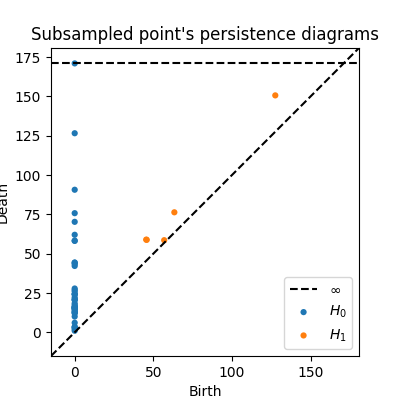 Subsampled point's persistence diagrams
175
150
125
100
75
50
25
0
Death
0
50
100
150
Birth
∞
H₀
H₁